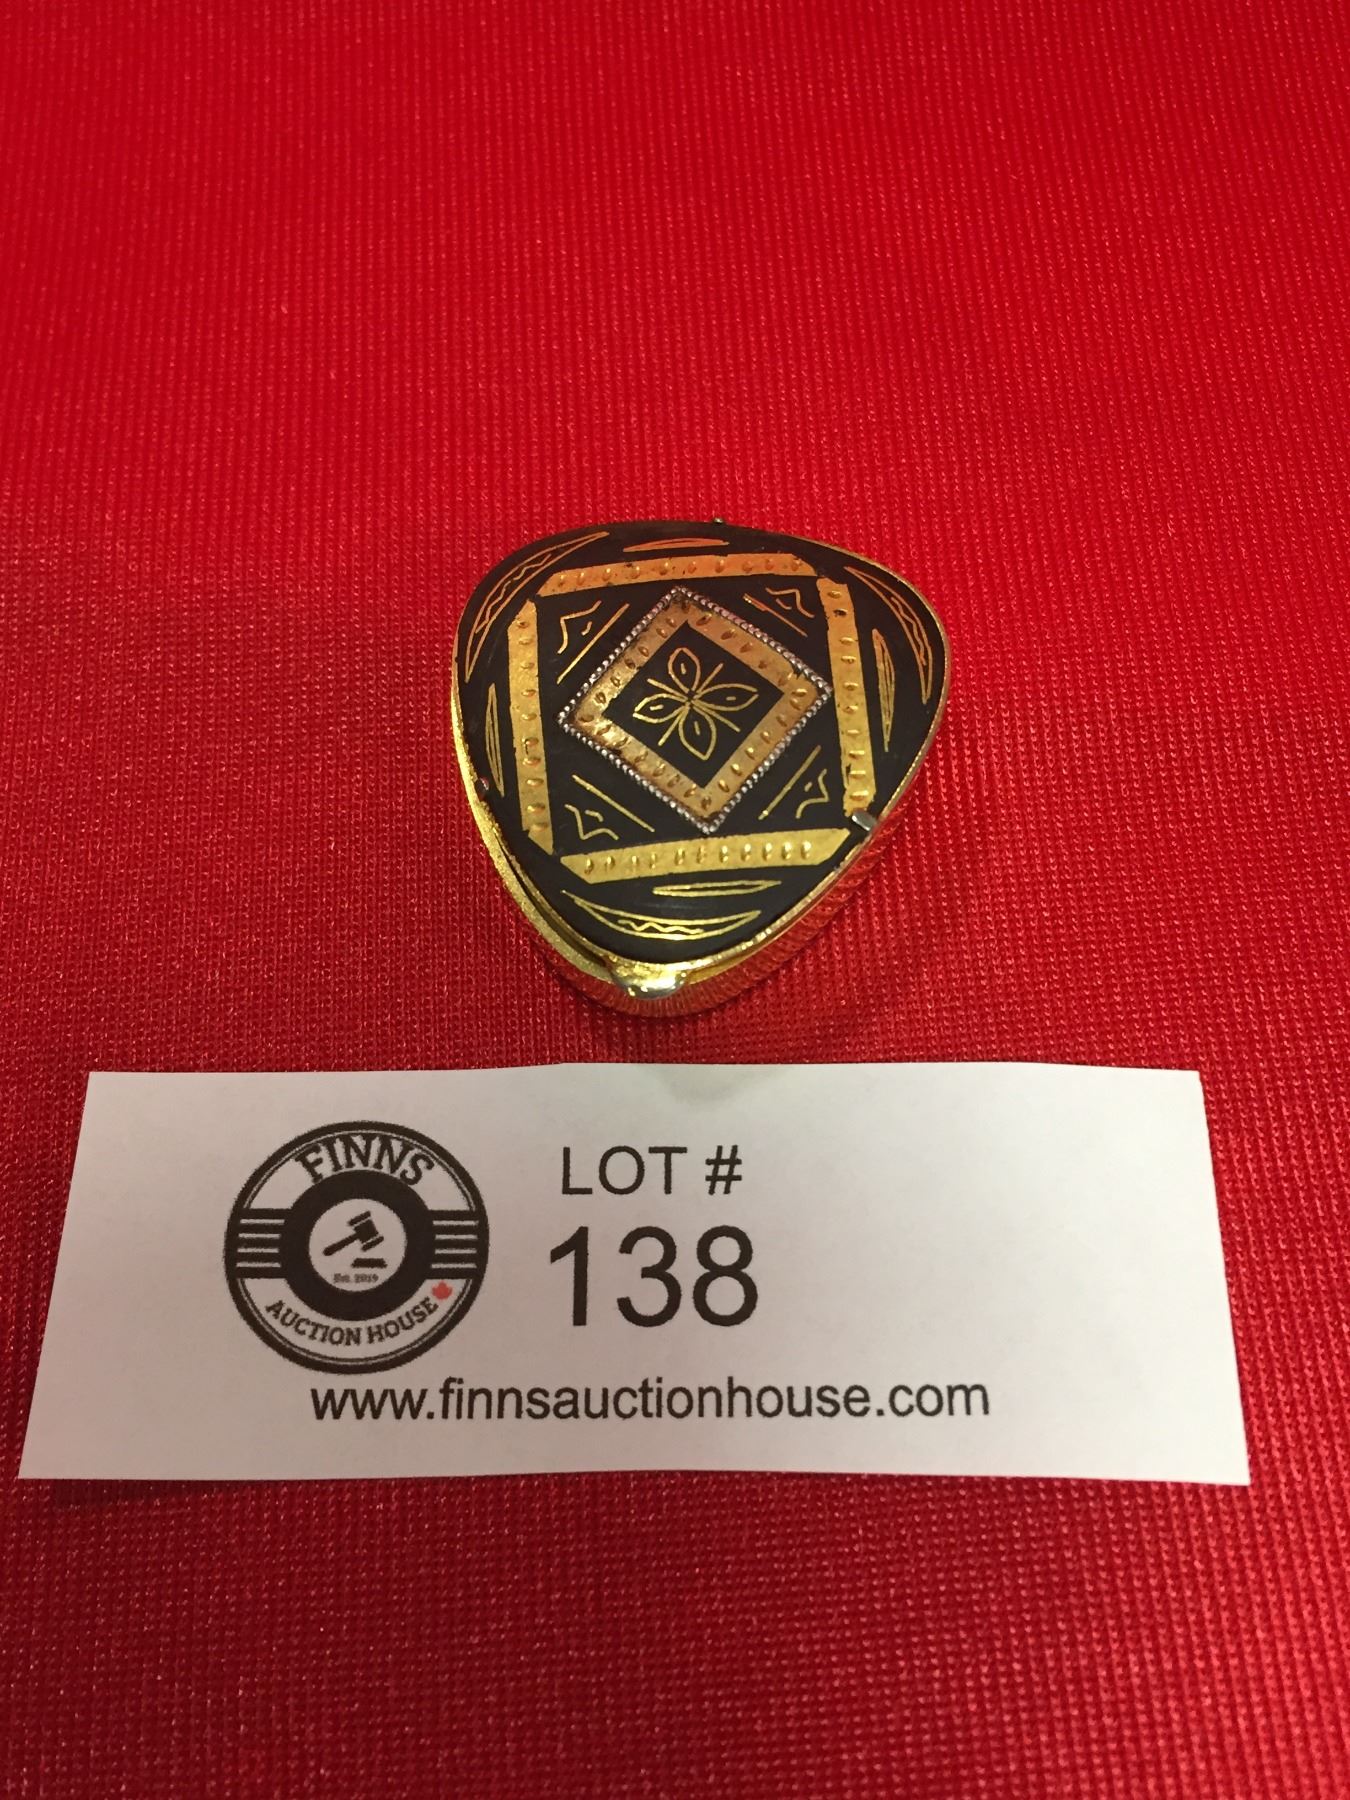 FINNS
Est. 2019
AUCTION HOUSE
LOT #
138
www.finnsauctionhouse.com